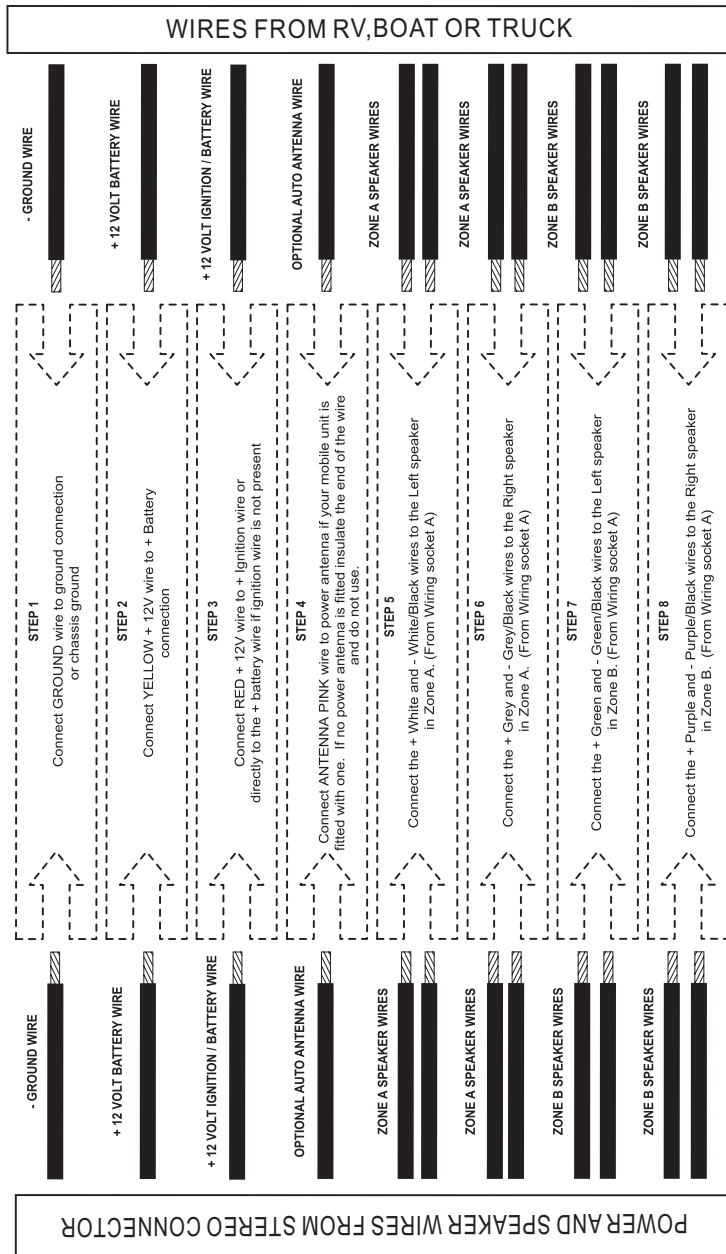 WIRES FROM RV,BOAT OR TRUCK
- GROUND WIRE
+ 12 VOLT BATTERY WIRE
+ 12 VOLT IGNITION / BATTERY WIRE
OPTIONAL AUTO ANTENNA WIRE
ZONE A SPEAKER WIRES
ZONE A SPEAKER WIRES
ZONE B SPEAKER WIRES
ZONE B SPEAKER WIRES
STEP 1
Connect GROUND wire to ground connection
or chassis ground
STEP 2
Connect YELLOW + 12V wire to + Battery
connection
STEP 3
Connect RED + 12V wire to + Ignition wire or
directly to the + battery wire if ignition wire is not present
STEP 4
Connect ANTENNA PINK wire to power antenna if your mobile unit is
fitted with one. If no power antenna is fitted insulate the end of the wire
and do not use.
STEP 5
Connect the + White and - White/Black wires to the Left speaker
in Zone A. (From Wiring socket A)
STEP 6
Connect the + Grey and - Grey/Black wires to the Right speaker
in Zone A. (From Wiring socket A)
STEP 7
Connect the + Green and - Green/Black wires to the Left speaker
in Zone B. (From Wiring socket A)
STEP 8
Connect the + Purple and - Purple/Black wires to the Right speaker
in Zone B. (From Wiring socket A)
- GROUND WIRE
+ 12 VOLT BATTERY WIRE
+ 12 VOLT IGNITION / BATTERY WIRE
OPTIONAL AUTO ANTENNA WIRE
ZONE A SPEAKER WIRES
ZONE A SPEAKER WIRES
ZONE B SPEAKER WIRES
ZONE B SPEAKER WIRES
POWER AND SPEAKER WIRES FROM STEREO CONNECTOR